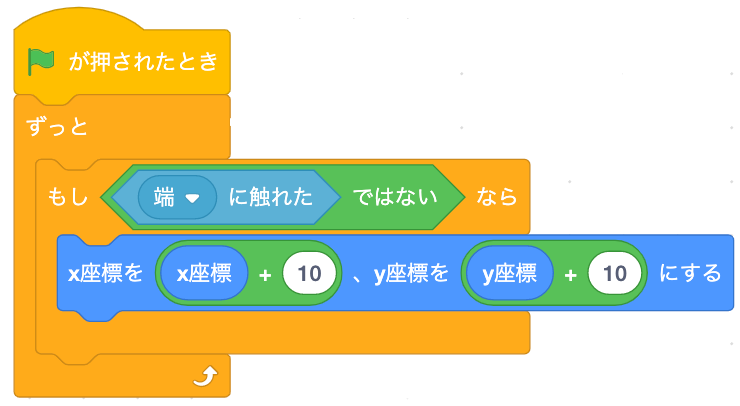 が押されたとき
ずっと
もし 端 に触れた ではない なら
x座標を x座標 + 10 、y座標を y座標 + 10 にする